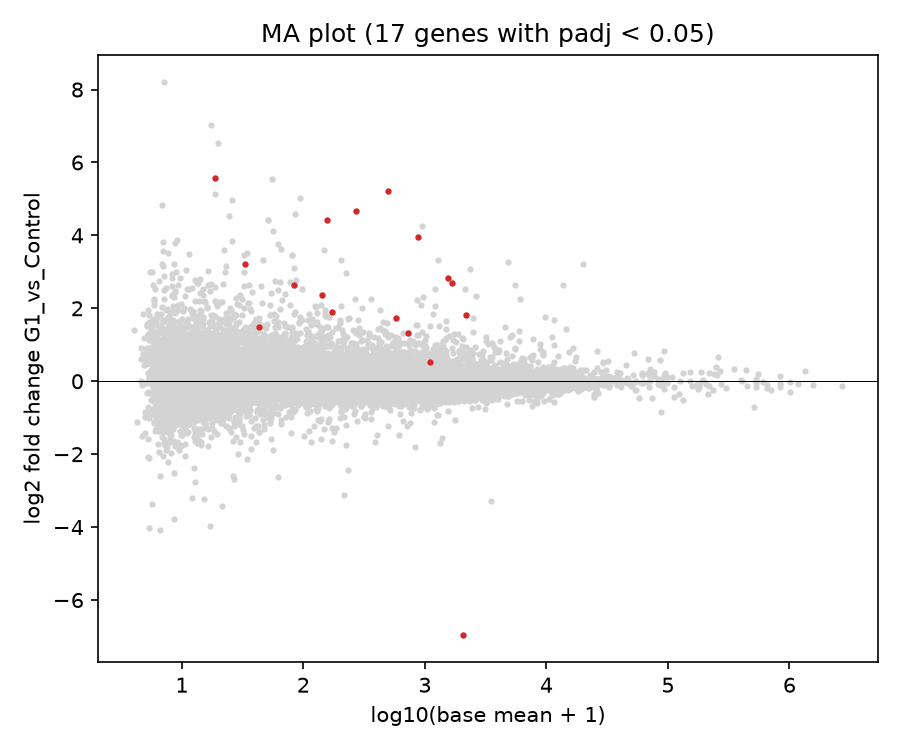 MA plot (17 genes with padj < 0.05)
log2 fold change G1_vs_Control
8
6
4
2
0
−2
−4
−6
1 2 3 4 5 6
log10(base mean + 1)